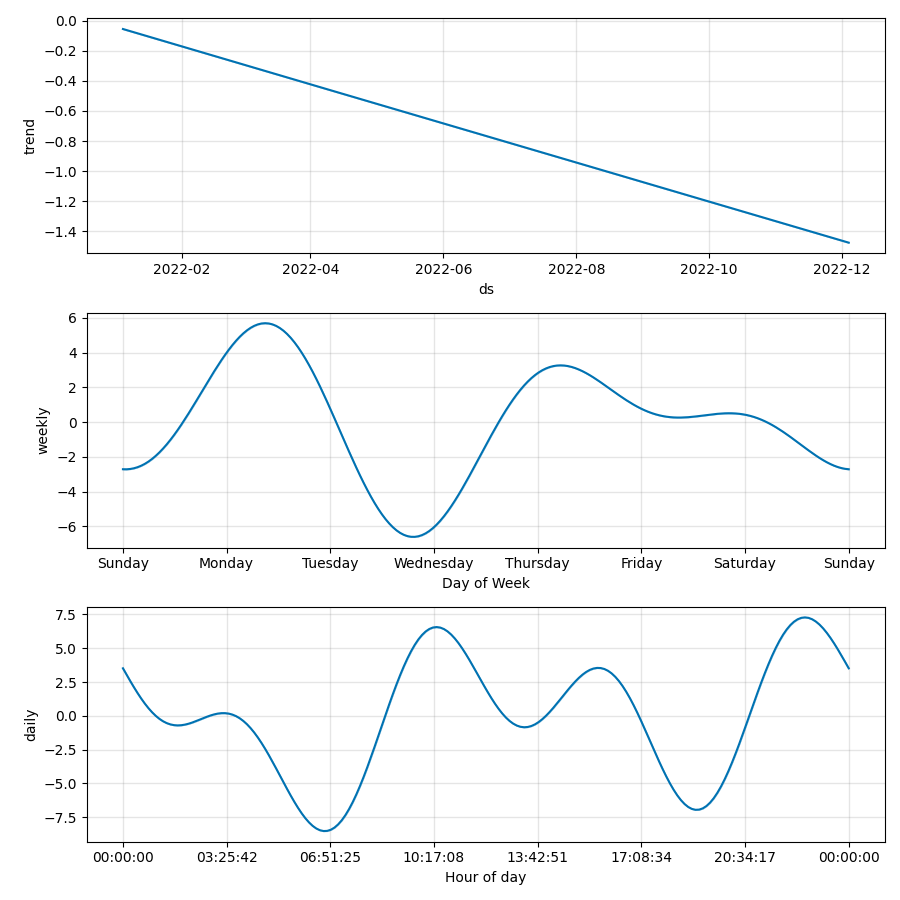 0.0
−0.2
−0.4
−0.6
−0.8
−1.0
−1.2
−1.4
trend
2022-02 2022-04 2022-06 2022-08 2022-10 2022-12
ds
6
4
2
0
−2
−4
−6
weekly
Sunday Monday Tuesday Wednesday Thursday Friday Saturday Sunday
Day of Week
7.5
5.0
2.5
0.0
−2.5
−5.0
−7.5
daily
00:00:00 03:25:42 06:51:25 10:17:08 13:42:51 17:08:34 20:34:17 00:00:00
Hour of day